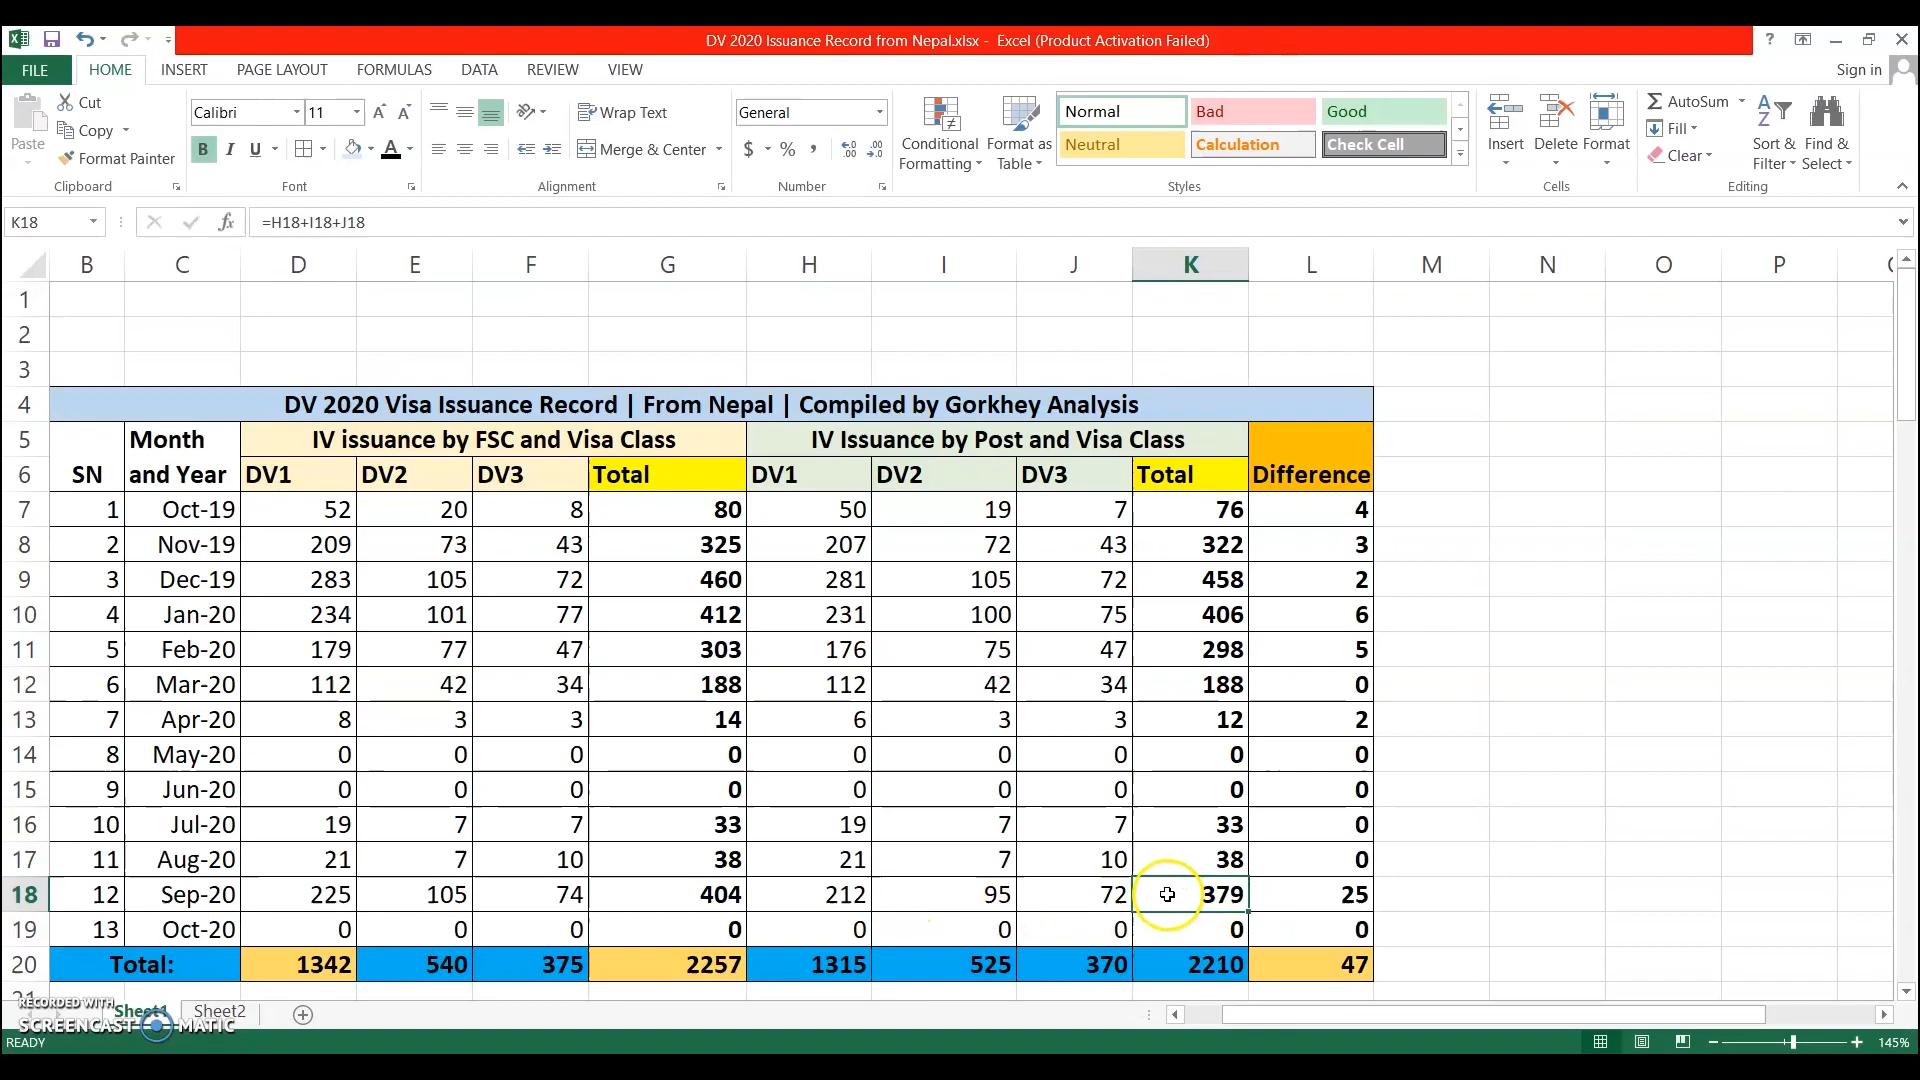 DV 2020 Issuance Record from Nepal.xlsx - Excel (Product Activation Failed)
?
FILE HOME INSERT PAGE LAYOUT FORMULAS DATA REVIEW VIEW Sign in
Paste Cut Copy Format Painter
Clipboard
Calibri 11 A A
B I U A
Font
Wrap Text
Merge & Center
Alignment
General
$ % ,
Number
Conditional Formatting
Format as Table
Normal Bad Good
Neutral Calculation Check Cell
Styles
Insert Delete Format
Cells
AutoSum
Fill
Clear
Sort & Filter
Find & Select
Editing
K18 fx =H18+I18+J18
B C D E F G H I J K L M N O P
1
2
3
4 DV 2020 Visa Issuance Record | From Nepal | Compiled by Gorkhey Analysis
5 Month IV issuance by FSC and Visa Class IV Issuance by Post and Visa Class
6 SN and Year DV1 DV2 DV3 Total DV1 DV2 DV3 Total Difference
7 1 Oct-19 52 20 8 80 50 19 7 76 4
8 2 Nov-19 209 73 43 325 207 72 43 322 3
9 3 Dec-19 283 105 72 460 281 105 72 458 2
10 4 Jan-20 234 101 77 412 231 100 75 406 6
11 5 Feb-20 179 77 47 303 176 75 47 298 5
12 6 Mar-20 112 42 34 188 112 42 34 188 0
13 7 Apr-20 8 3 3 14 6 3 3 12 2
14 8 May-20 0 0 0 0 0 0 0 0 0
15 9 Jun-20 0 0 0 0 0 0 0 0 0
16 10 Jul-20 19 7 7 33 19 7 7 33 0
17 11 Aug-20 21 7 10 38 21 7 10 38 0
18 12 Sep-20 225 105 74 404 212 95 72 379 25
19 13 Oct-20 0 0 0 0 0 0 0 0 0
20 Total: 1342 540 375 2257 1315 525 370 2210 47
RECORDED WITH
SCREENCAST MATIC
Sheet1 Sheet2
READY 145%